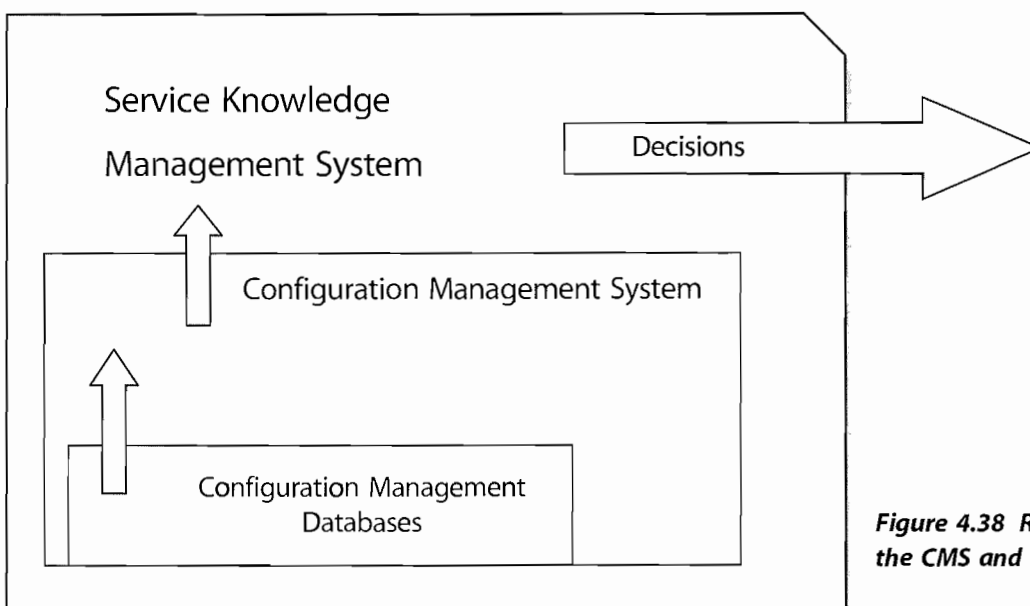 Service Knowledge
Management System
Decisions
Configuration Management System
Configuration Management
Databases
Figure 4.38
the CMS and